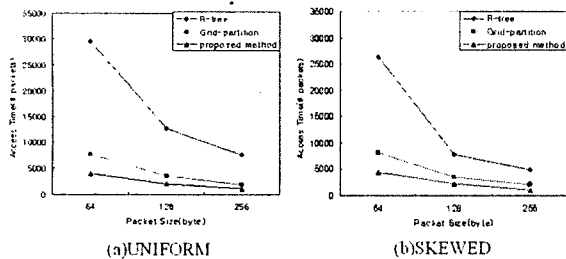 35000
30000
25000
20000
15000
10000
5000
0
Access Time(# packets)
R-tree
Grid-partition
proposed method
64
128
256
Packet Size(byte)
(a)UNIFORM
35000
30000
25000
20000
15000
10000
5000
0
Access Time(# packets)
R-tree
Grid-partition
proposed method
64
128
256
Packet Size(byte)
(b)SKEWED